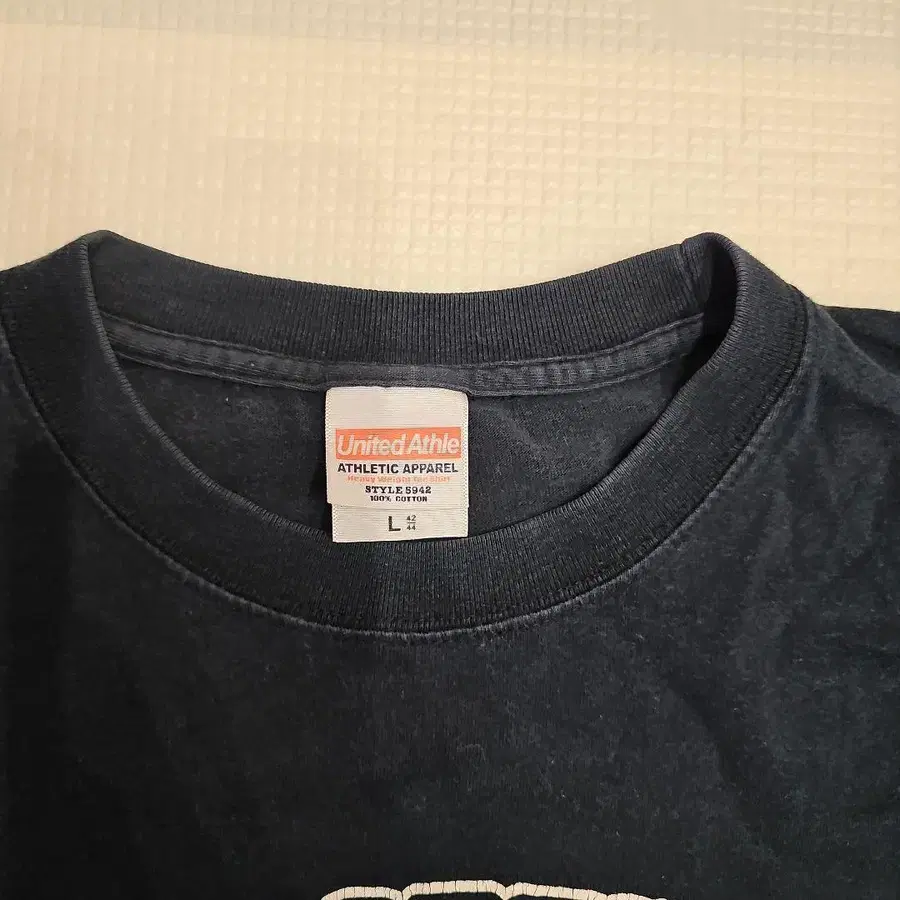 United Athle
ATHLETIC APPAREL
Heavy Weight Tee Shirt
STYLE 5942
100% COTTON
L 42
44